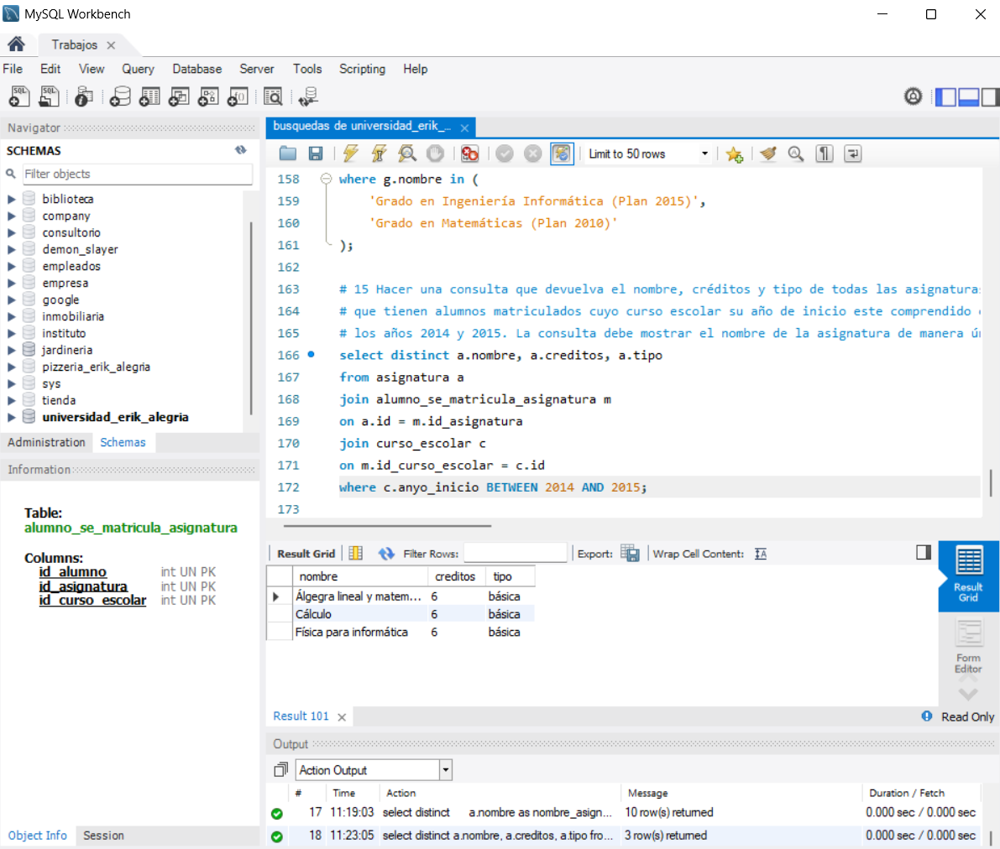 MySQL Workbench
Trabajos
File Edit View Query Database Server Tools Scripting Help
Navigator
SCHEMAS
Filter objects
biblioteca
company
consultorio
demon_slayer
empleados
empresa
google
inmobiliaria
instituto
jardineria
pizzeria_erik_alegria
sys
tienda
universidad_erik_alegria
Administration Schemas
Information
Table:
alumno_se_matricula_asignatura
Columns:
id_alumno int UN PK
id_asignatura int UN PK
id_curso_escolar int UN PK
Object Info Session
busquedas de universidad_erik_...
Limit to 50 rows
158 where g.nombre in (
159 'Grado en Ingeniería Informática (Plan 2015)',
160 'Grado en Matemáticas (Plan 2010)'
161 );
162
163 # 15 Hacer una consulta que devuelva el nombre, créditos y tipo de todas las asignaturas
164 # que tienen alumnos matriculados cuyo curso escolar su año de inicio este comprendido
165 # los años 2014 y 2015. La consulta debe mostrar el nombre de la asignatura de manera
166 select distinct a.nombre, a.creditos, a.tipo
167 from asignatura a
168 join alumno_se_matricula_asignatura m
169 on a.id = m.id_asignatura
170 join curso_escolar c
171 on m.id_curso_escolar = c.id
172 where c.anyo_inicio BETWEEN 2014 AND 2015;
173
Result Grid Filter Rows: Export: Wrap Cell Content:
nombre creditos tipo
Álgegra lineal y matem... 6 básica
Cálculo 6 básica
Física para informática 6 básica
Result Grid
Form Editor
Result 101
Read Only
Output
Action Output
# Time Action Message Duration / Fetch
17 11:19:03 select distinct a.nombre as nombre_asign... 10 row(s) returned 0.000 sec / 0.000 sec
18 11:23:05 select distinct a.nombre, a.creditos, a.tipo fro... 3 row(s) returned 0.000 sec / 0.000 sec